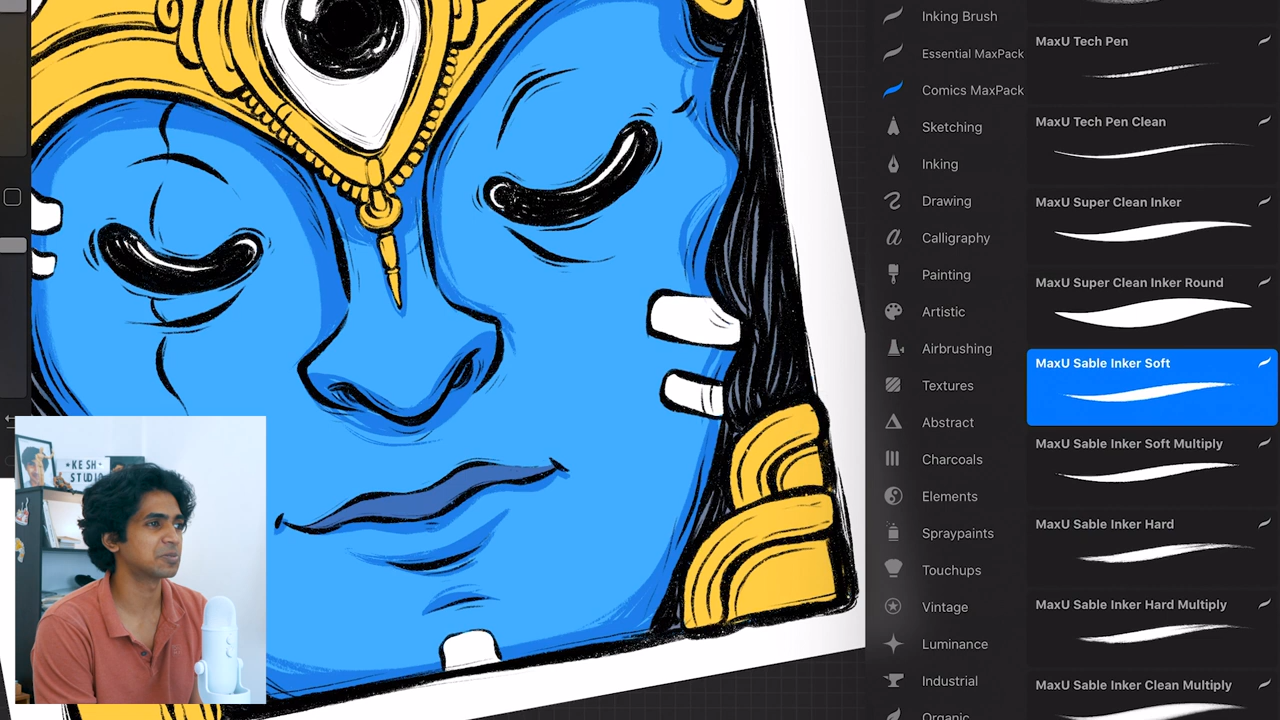 Inking Brush
Essential MaxPack
Comics MaxPack
Sketching
Inking
Drawing
Calligraphy
Painting
Artistic
Airbrushing
Textures
Abstract
Charcoals
Elements
Spraypaints
Touchups
Vintage
Luminance
Industrial
Organic
MaxU Tech Pen
MaxU Tech Pen Clean
MaxU Super Clean Inker
MaxU Super Clean Inker Round
MaxU Sable Inker Soft
MaxU Sable Inker Soft Multiply
MaxU Sable Inker Hard
MaxU Sable Inker Hard Multiply
MaxU Sable Inker Clean Multiply
KESH
STUDIO